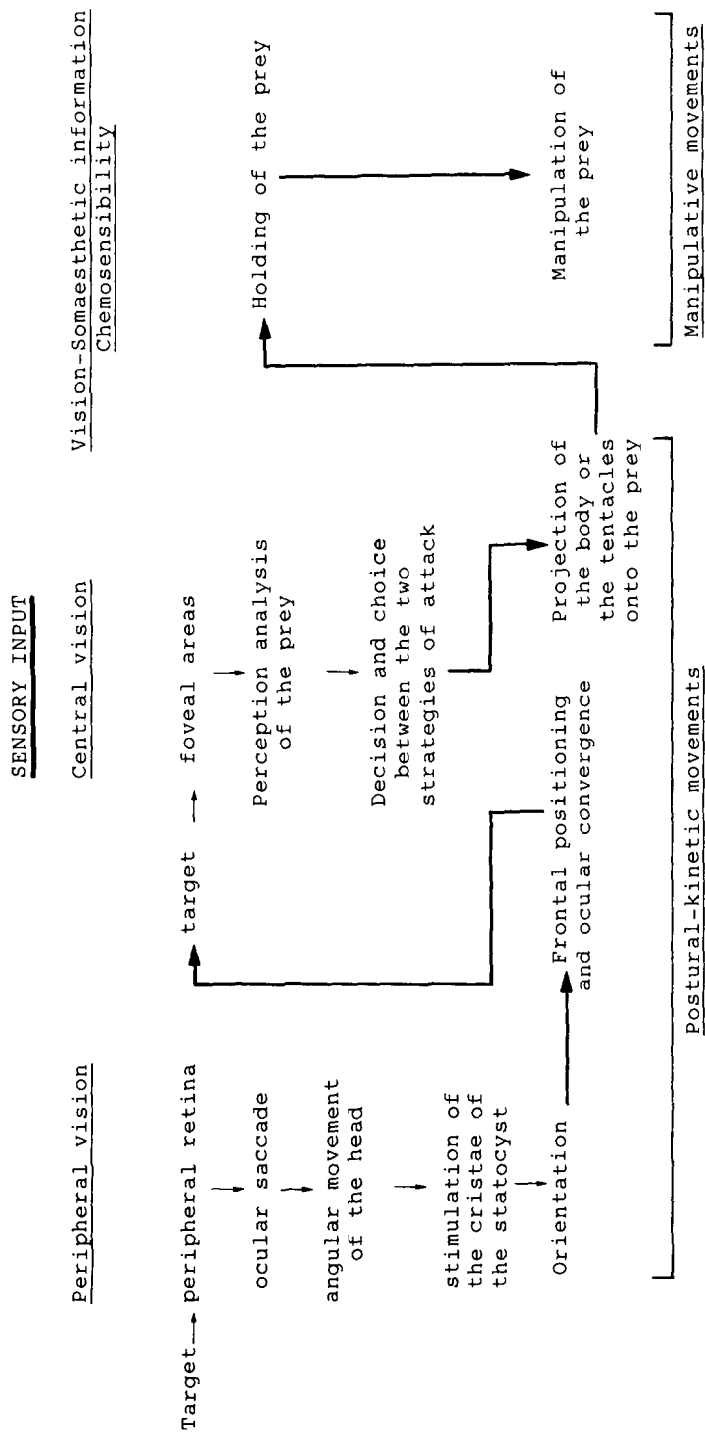 SENSORY INPUT
Peripheral vision
Central vision
Vision-Somaesthetic information
Chemosensibility
Target
peripheral retina
ocular saccade
angular movement
of the head
stimulation of
the cristae of
the statocyst
Orientation
Frontal positioning
and ocular convergence
target
foveal areas
Perception analysis
of the prey
Decision and choice
between the two
strategies of attack
Projection of
the body or
the tentacles
onto the prey
Holding of the prey
Manipulation of
the prey
Postural-kinetic movements
Manipulative movements